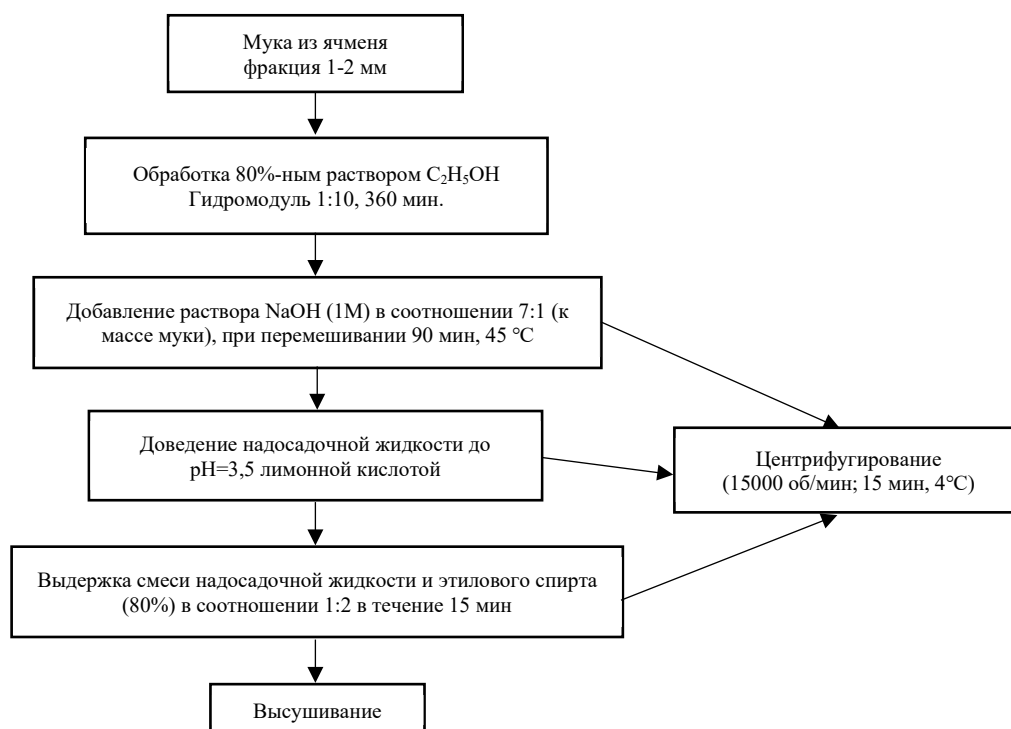 Мука из ячменя
фракция 1-2 мм
Обработка 80%-ным раствором C₂H₅OH
Гидромодуль 1:10, 360 мин.
Добавление раствора NaOH (1М) в соотношении 7:1 (к
массе муки), при перемешивании 90 мин, 45 °С
Доведение надосадочной жидкости до
pH=3,5 лимонной кислотой
Центрифугирование
(15000 об/мин; 15 мин, 4°С)
Выдержка смеси надосадочной жидкости и этилового спирта
(80%) в соотношении 1:2 в течение 15 мин
Высушивание